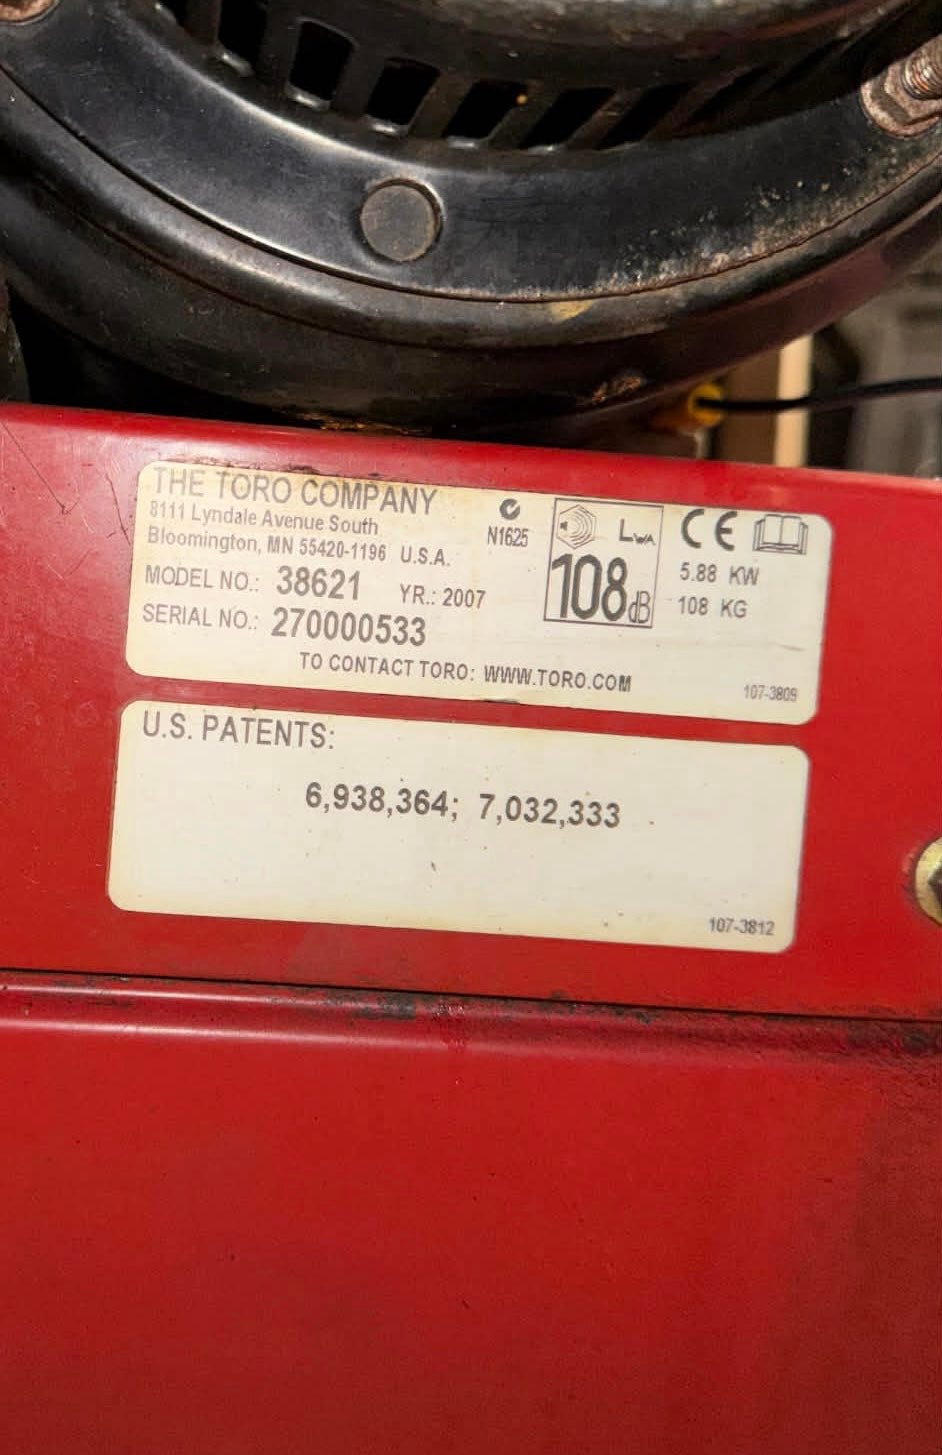 THE TORO COMPANY
8111 Lyndale Avenue South
Bloomington, MN 55420-1196 U.S.A.
MODEL NO.: 38621 YR.: 2007
SERIAL NO.: 270000533
TO CONTACT TORO: WWW.TORO.COM
N1625
LWA
108dB
CE
5.88 KW
108 KG
107-3809
U.S. PATENTS:
6,938,364; 7,032,333
107-3812